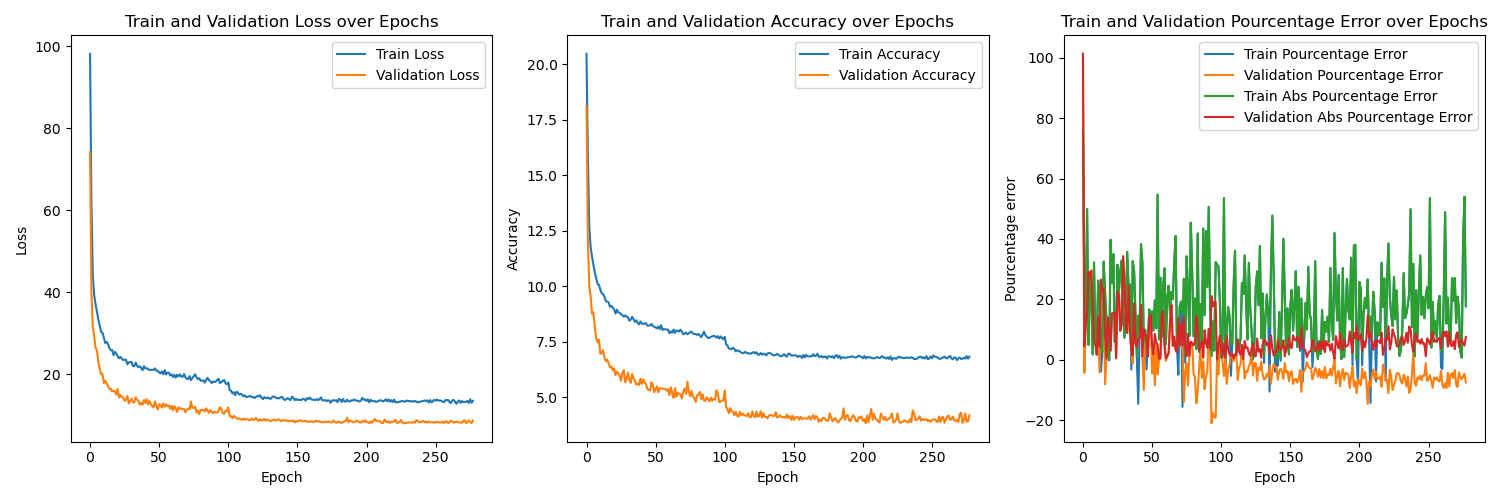 Train and Validation Loss over Epochs
Loss
100
80
60
40
20
0
50
100
150
200
250
Epoch
Train Loss
Validation Loss
Train and Validation Accuracy over Epochs
Accuracy
20.0
17.5
15.0
12.5
10.0
7.5
5.0
0
50
100
150
200
250
Epoch
Train Accuracy
Validation Accuracy
Train and Validation Pourcentage Error over Epochs
Pourcentage error
100
80
60
40
20
0
−20
0
50
100
150
200
250
Epoch
Train Pourcentage Error
Validation Pourcentage Error
Train Abs Pourcentage Error
Validation Abs Pourcentage Error